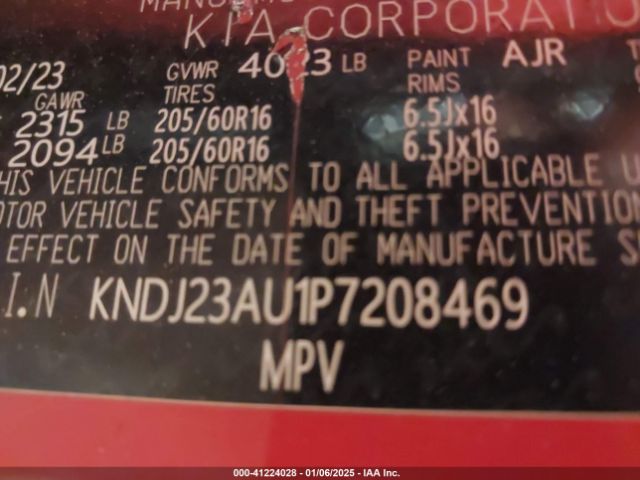 KIA CORPORATIO
02/23 GVWR 4023 LB PAINT AJR
GAWR TIRES RIMS
2315 LB 205/60R16 6.5Jx16
2094 LB 205/60R16 6.5Jx16
HIS VEHICLE CONFORMS TO ALL APPLICABLE U
OTOR VEHICLE SAFETY AND THEFT PREVENTION
EFFECT ON THE DATE OF MANUFACTURE S
I.N KNDJ23AU1P7208469
MPV
000-41224028 - 01/06/2025 - IAA Inc.